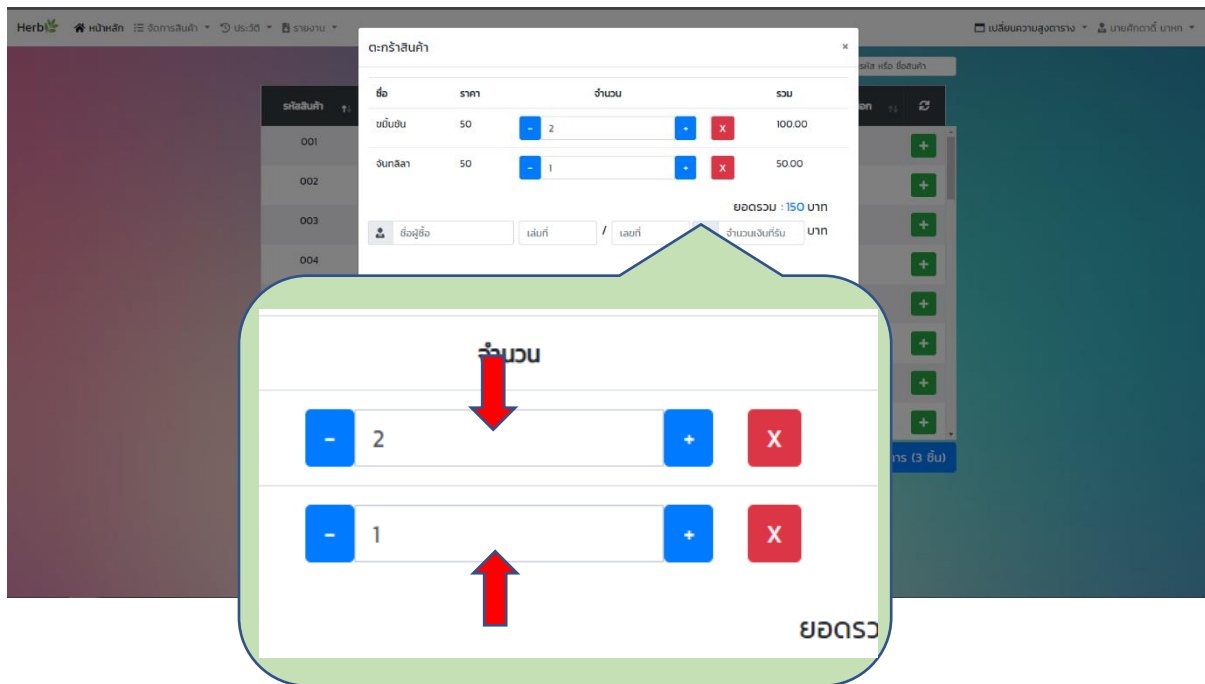 Herb หน้าหลัก จัดการสินค้า ประวัติ รายงาน เปลี่ยนความสูงตาราง นายศักดาดิ์ นาหก
ตะกร้าสินค้า ×
รหัส หรือ ชื่อสินค้า
รหัสสินค้า
ชื่อ ราคา จำนวน รวม
ขมิ้นชัน 50 - 2 + X 100.00
จันทลีลา 50 - 1 + X 50.00
ยอดรวม : 150 บาท
ชื่อผู้ซื้อ เล่มที่ / เลขที่ จำนวนเงินที่รับ บาท
001 +
002 +
003 +
004 +
+
+
+
+
(3 ชิ้น)
จำนวน
- 2 + X
- 1 + X
ยอดรว